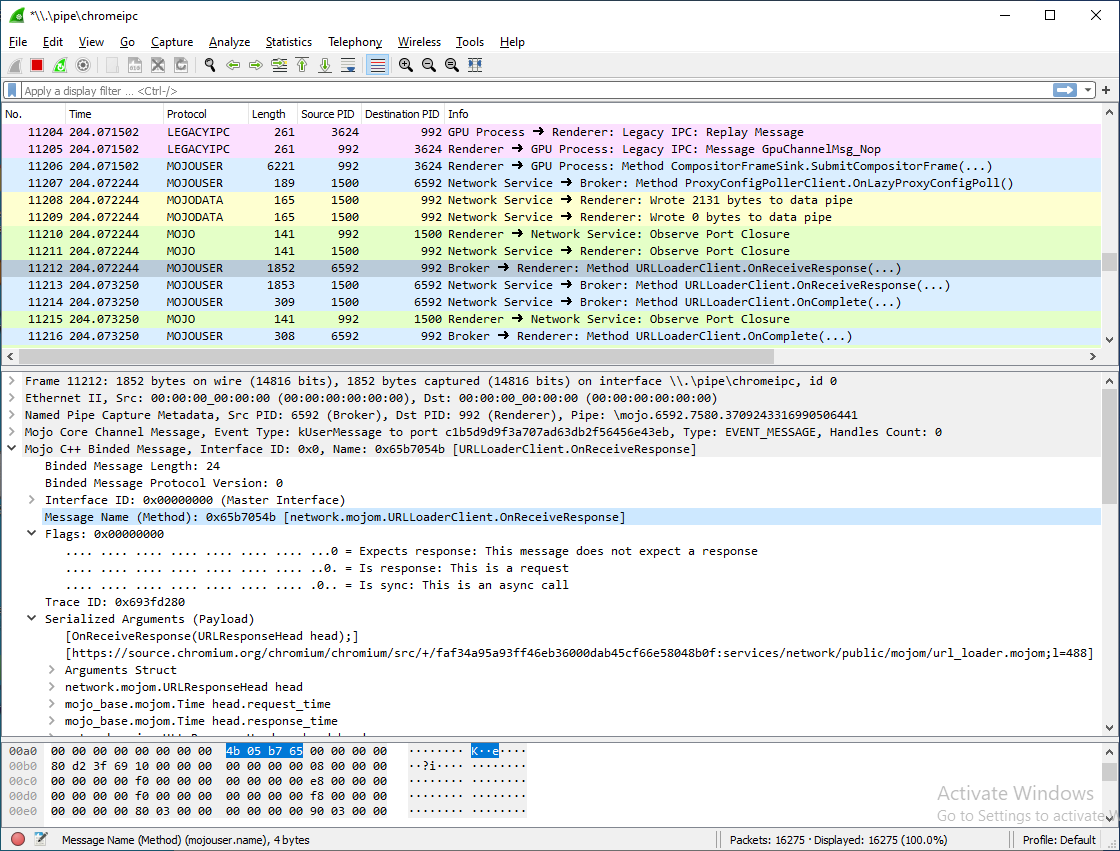 *\\.\pipe\chromeipc
File Edit View Go Capture Analyze Statistics Telephony Wireless Tools Help
Apply a display filter ... <Ctrl-/>
No. Time Protocol Length Source PID Destination PID Info
11204 204.071502 LEGACYIPC 261 3624 992 GPU Process → Renderer: Legacy IPC: Replay Message
11205 204.071502 LEGACYIPC 261 992 3624 Renderer → GPU Process: Legacy IPC: Message GpuChannelMsg_Nop
11206 204.071502 MOJOUSER 6221 992 3624 Renderer → GPU Process: Method CompositorFrameSink.SubmitCompositorFrame(...)
11207 204.072244 MOJOUSER 189 1500 6592 Network Service → Broker: Method ProxyConfigPollerClient.OnLazyProxyConfigPoll()
11208 204.072244 MOJODATA 165 1500 992 Network Service → Renderer: Wrote 2131 bytes to data pipe
11209 204.072244 MOJODATA 165 1500 992 Network Service → Renderer: Wrote 0 bytes to data pipe
11210 204.072244 MOJO 141 992 1500 Renderer → Network Service: Observe Port Closure
11211 204.072244 MOJO 141 1500 992 Network Service → Renderer: Observe Port Closure
11212 204.072244 MOJOUSER 1852 6592 992 Broker → Renderer: Method URLLoaderClient.OnReceiveResponse(...)
11213 204.073250 MOJOUSER 1853 1500 6592 Network Service → Broker: Method URLLoaderClient.OnReceiveResponse(...)
11214 204.073250 MOJOUSER 309 1500 6592 Network Service → Broker: Method URLLoaderClient.OnComplete(...)
11215 204.073250 MOJO 141 992 1500 Renderer → Network Service: Observe Port Closure
11216 204.073250 MOJOUSER 308 6592 992 Broker → Renderer: Method URLLoaderClient.OnComplete(...)
Frame 11212: 1852 bytes on wire (14816 bits), 1852 bytes captured (14816 bits) on interface \\.\pipe\chromeipc, id 0
Ethernet II, Src: 00:00:00_00:00:00 (00:00:00:00:00:00), Dst: 00:00:00_00:00:00 (00:00:00:00:00:00)
Named Pipe Capture Metadata, Src PID: 6592 (Broker), Dst PID: 992 (Renderer), Pipe: \mojo.6592.7580.3709243316990506441
Mojo Core Channel Message, Event Type: kUserMessage to port c1b5d9d9f3a707ad63db2f56456e43eb, Type: EVENT_MESSAGE, Handles Count: 0
Mojo C++ Binded Message, Interface ID: 0x0, Name: 0x65b7054b [URLLoaderClient.OnReceiveResponse]
Binded Message Length: 24
Binded Message Protocol Version: 0
Interface ID: 0x00000000 (Master Interface)
Message Name (Method): 0x65b7054b [network.mojom.URLLoaderClient.OnReceiveResponse]
Flags: 0x00000000
.... .... .... .... .... .... .... ...0 = Expects response: This message does not expect a response
.... .... .... .... .... .... .... ..0. = Is response: This is a request
.... .... .... .... .... .... .... .0.. = Is sync: This is an async call
Trace ID: 0x693fd280
Serialized Arguments (Payload)
[OnReceiveResponse(URLResponseHead head);]
[https://source.chromium.org/chromium/chromium/src/+/faf34a95a93ff46eb36000dab45cf66e58048b0f:services/network/public/mojom/url_loader.mojom;l=488]
Arguments Struct
network.mojom.URLResponseHead head
mojo_base.mojom.Time head.request_time
mojo_base.mojom.Time head.response_time
00a0 00 00 00 00 00 00 00 00 4b 05 b7 65 00 00 00 00 ········ K··e····
00b0 80 d2 3f 69 10 00 00 00 00 00 00 00 08 00 00 00 ··?i···· ········
00c0 00 00 00 00 f0 00 00 00 00 00 00 00 e8 00 00 00 ········ ········
00d0 00 00 00 00 f0 00 00 00 00 00 00 00 f8 00 00 00 ········ ········
00e0 00 00 00 00 80 03 00 00 00 00 00 00 90 03 00 00 ········ ········
Activate Windows
Go to Settings to activate W
Message Name (Method) (mojouser.name), 4 bytes Packets: 16275 · Displayed: 16275 (100.0%) Profile: Default